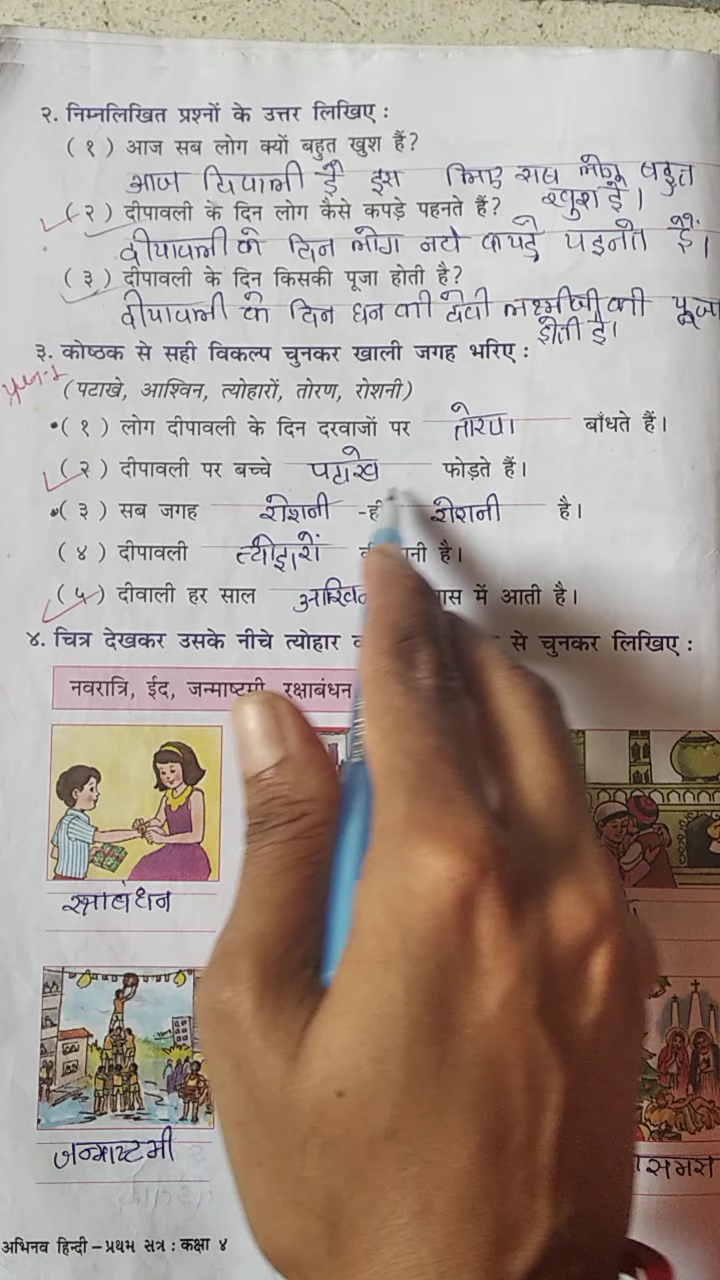 २. निम्नलिखित प्रश्नों के उत्तर लिखिए :
( १ ) आज सब लोग क्यों बहुत खुश हैं?
आज दिपाली है इस लिए सब लोग बहुत
खुश है।
( २ ) दीपावली के दिन लोग कैसे कपड़े पहनते हैं?
दीपावली के दिन लोग नये कपड़े पहनते हैं।
( ३ ) दीपावली के दिन किसकी पूजा होती है?
दीपावली के दिन धन की देवी लक्ष्मीजी की पूजा
होती है।
३. कोष्ठक से सही विकल्प चुनकर खाली जगह भरिए :
(पटाखे, आश्विन, त्योहारों, तोरण, रोशनी)
( १ ) लोग दीपावली के दिन दरवाजों पर तोरण बाँधते हैं।
( २ ) दीपावली पर बच्चे पटाखे फोड़ते हैं।
( ३ ) सब जगह रोशनी -ही रोशनी है।
( ४ ) दीपावली त्योहारों है।
( ५ ) दीवाली हर साल में आती है।
४. चित्र देखकर उसके नीचे त्योहार से चुनकर लिखिए :
नवरात्रि, ईद, जन्माष्टमी, रक्षाबंधन
रक्षाबंधन
जन्माष्टमी
अभिनव हिन्दी – प्रथम सत्र : कक्षा ४